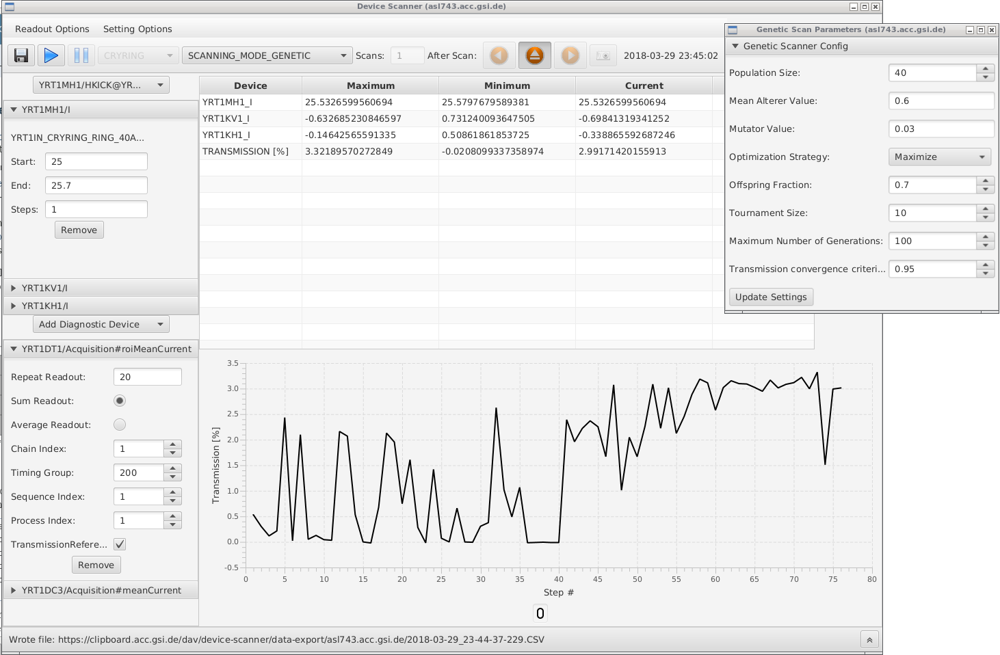 Device Scanner (asl743.acc.gsi.de)
Readout Options Setting Options
CRYRING SCANNING_MODE_GENETIC Scans: 1 After Scan: 2018-03-29 23:45:02
YRT1MH1/HKICK@YR...
YRT1MH1/I
YRT1IN_CRYRING_RING_40A...
Start: 25
End: 25.7
Steps: 1
Remove
YRT1KV1/I
YRT1KH1/I
Add Diagnostic Device
YRT1DT1/Acquisition#roiMeanCurrent
Repeat Readout: 20
Sum Readout:
Average Readout:
Chain Index: 1
Timing Group: 200
Sequence Index: 1
Process Index: 1
TransmissionRefere...
Remove
YRT1DC3/Acquisition#meanCurrent
Device Maximum Minimum Current
YRT1MH1_I 25.5326599560694 25.5797679589381 25.5326599560694
YRT1KV1_I -0.632685230846597 0.731240093647505 -0.69841319341252
YRT1KH1_I -0.14642565591335 0.50861861853725 -0.338865592687246
TRANSMISSION [%] 3.32189570272849 -0.0208099337358974 2.99171420155913
Genetic Scan Parameters (asl743.acc.gsi.de)
Genetic Scanner Config
Population Size: 40
Mean Alterer Value: 0.6
Mutator Value: 0.03
Optimization Strategy: Maximize
Offspring Fraction: 0.7
Tournament Size: 10
Maximum Number of Generations: 100
Transmission convergence criteri... 0.95
Update Settings
Transmission [%]
3.5
3.0
2.5
2.0
1.5
1.0
0.5
0.0
-0.5
0 5 10 15 20 25 30 35 40 45 50 55 60 65 70 75 80
Step #
0
Wrote file: https://clipboard.acc.gsi.de/dav/device-scanner/data-export/asl743.acc.gsi.de/2018-03-29_23-44-37-229.CSV